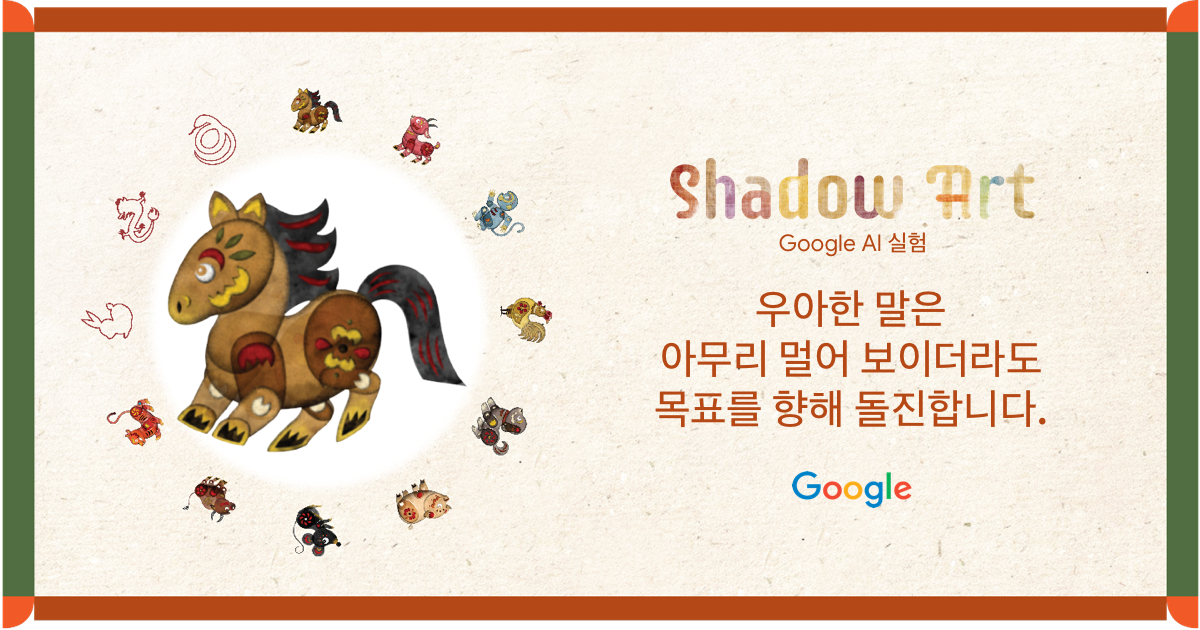 Shadow Art
Google AI 실험
우아한 말은
아무리 멀어 보이더라도
목표를 향해 돌진합니다.
Google